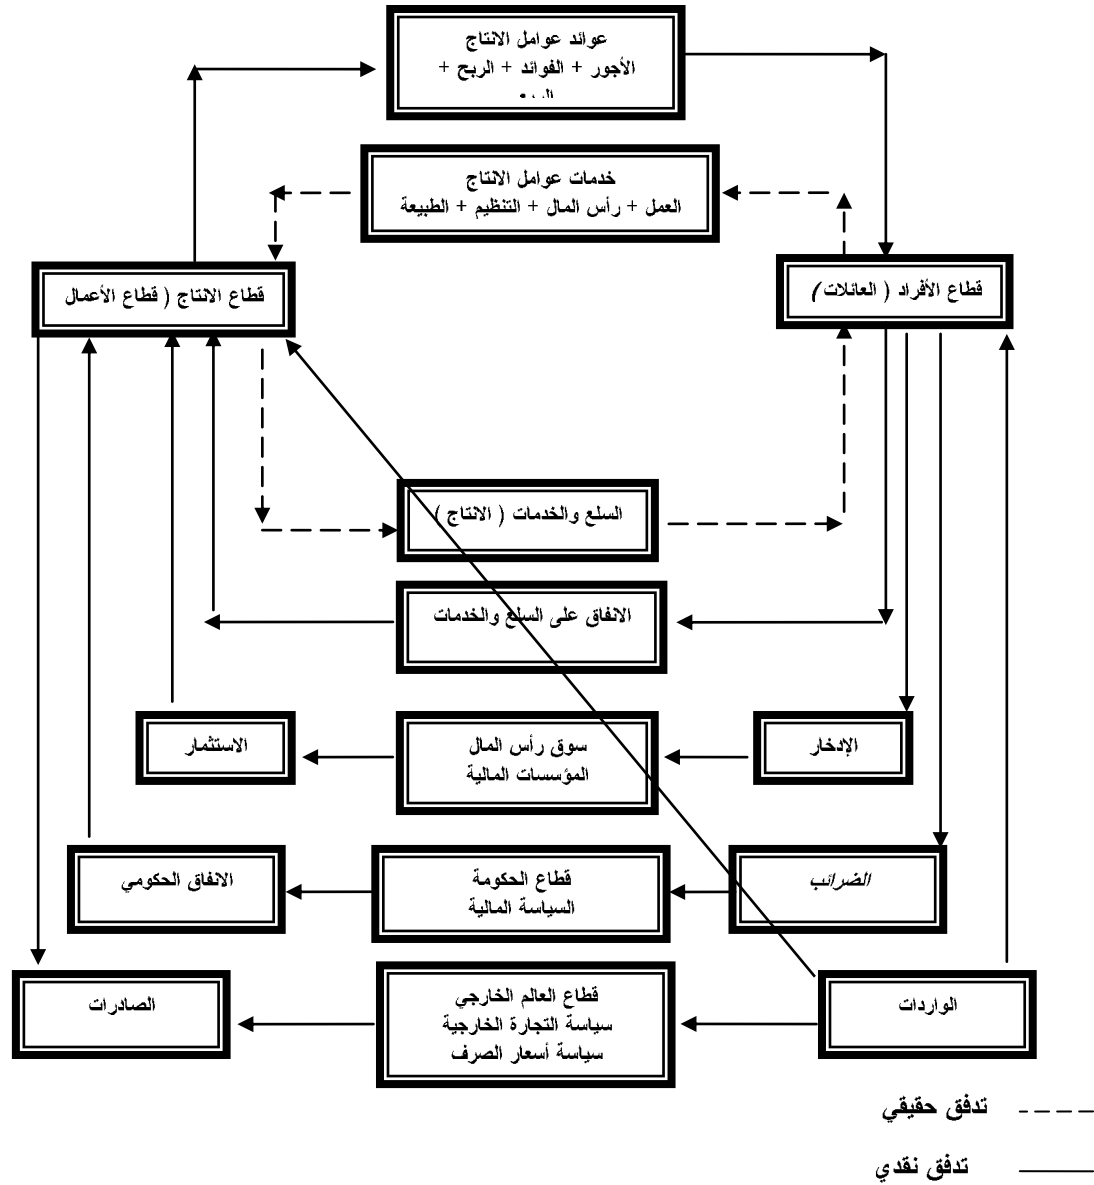 عوائد عوامل الانتاج
الأجور + الفوائد + الربح +
خدمات عوامل الانتاج
العمل + رأس المال + التنظيم + الطبيعة
قطاع الأفراد ( العائلات )
قطاع الانتاج ( قطاع الأعمال
السلع والخدمات ( الانتاج )
الانفاق على السلع والخدمات
الإدخار
سوق رأس المال
المؤسسات المالية
الاستثمار
الضرائب
قطاع الحكومة
السياسة المالية
الانفاق الحكومي
الواردات
قطاع العالم الخارجي
سياسة التجارة الخارجية
سياسة أسعار الصرف
الصادرات
تدفق حقيقي
تدفق نقدي